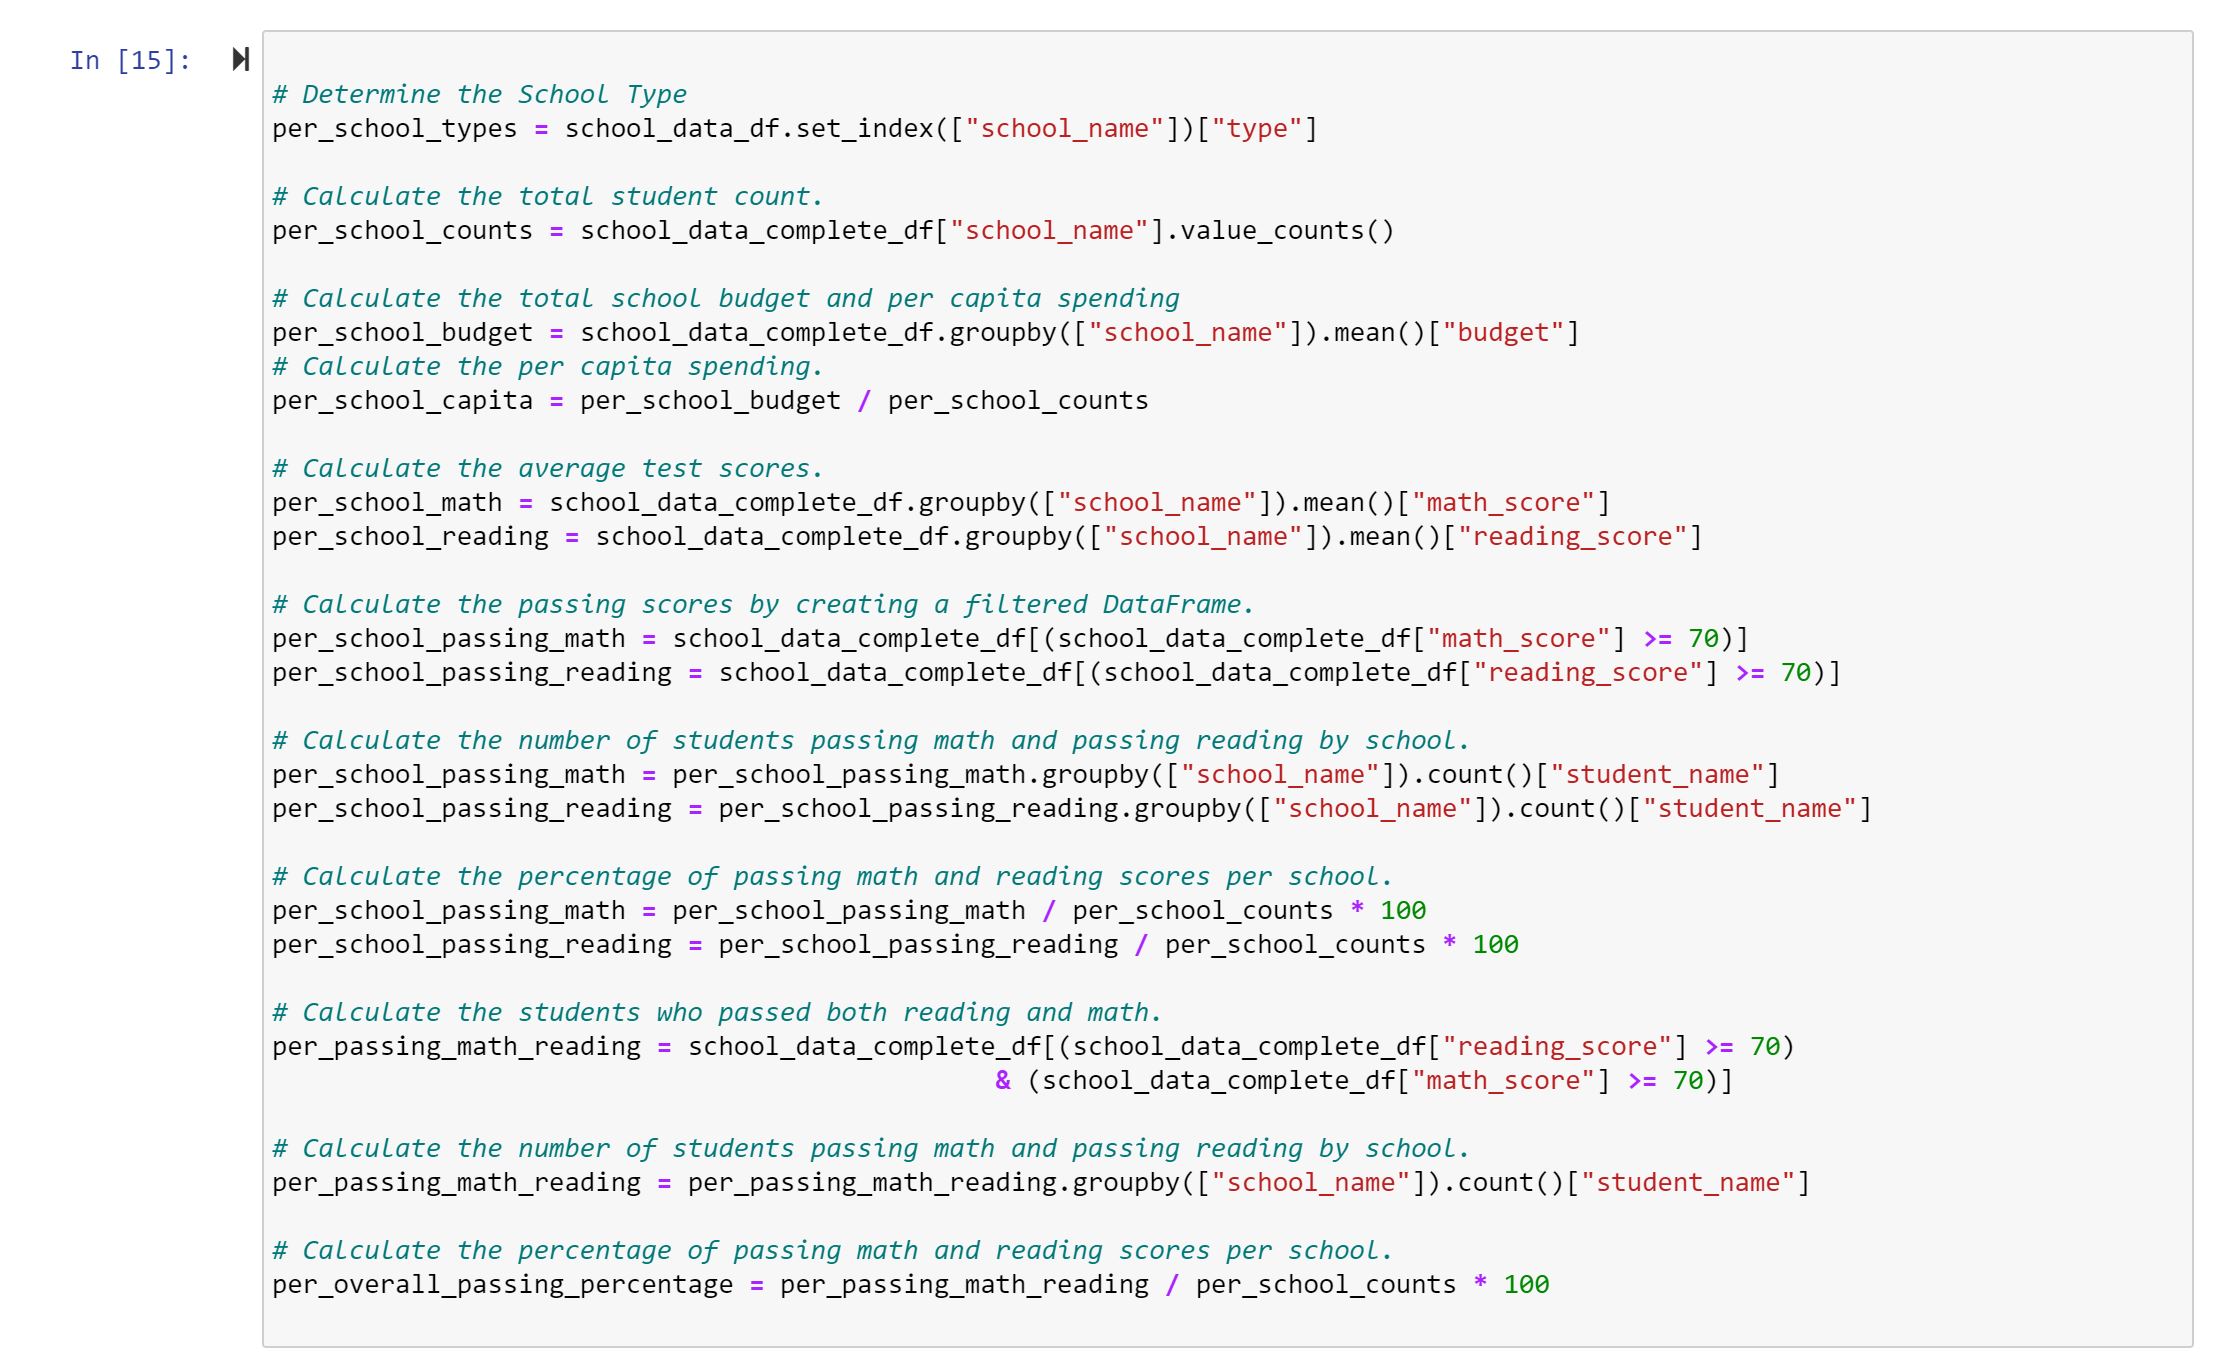 In [15]:
# Determine the School Type
per_school_types = school_data_df.set_index(["school_name"])["type"]
# Calculate the total student count.
per_school_counts = school_data_complete_df["school_name"].value_counts()
# Calculate the total school budget and per capita spending
per_school_budget = school_data_complete_df.groupby(["school_name"]).mean()["budget"]
# Calculate the per capita spending.
per_school_capita = per_school_budget / per_school_counts
# Calculate the average test scores.
per_school_math = school_data_complete_df.groupby(["school_name"]).mean()["math_score"]
per_school_reading = school_data_complete_df.groupby(["school_name"]).mean()["reading_score"]
# Calculate the passing scores by creating a filtered DataFrame.
per_school_passing_math = school_data_complete_df[(school_data_complete_df["math_score"] >= 70)]
per_school_passing_reading = school_data_complete_df[(school_data_complete_df["reading_score"] >= 70)]
# Calculate the number of students passing math and passing reading by school.
per_school_passing_math = per_school_passing_math.groupby(["school_name"]).count()["student_name"]
per_school_passing_reading = per_school_passing_reading.groupby(["school_name"]).count()["student_name"]
# Calculate the percentage of passing math and reading scores per school.
per_school_passing_math = per_school_passing_math / per_school_counts * 100
per_school_passing_reading = per_school_passing_reading / per_school_counts * 100
# Calculate the students who passed both reading and math.
per_passing_math_reading = school_data_complete_df[(school_data_complete_df["reading_score"] >= 70)
& (school_data_complete_df["math_score"] >= 70)]
# Calculate the number of students passing math and passing reading by school.
per_passing_math_reading = per_passing_math_reading.groupby(["school_name"]).count()["student_name"]
# Calculate the percentage of passing math and reading scores per school.
per_overall_passing_percentage = per_passing_math_reading / per_school_counts * 100